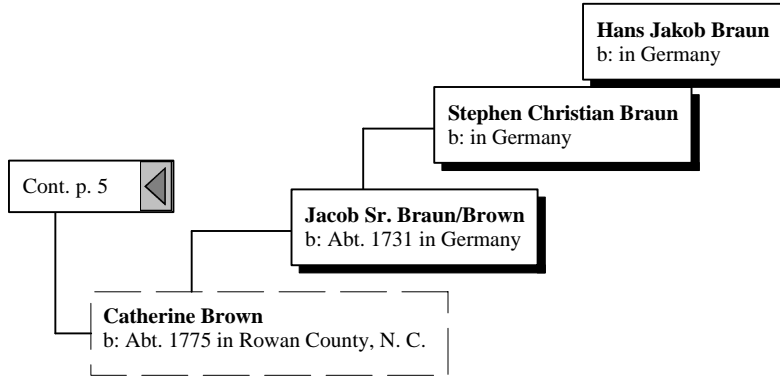 Hans Jakob Braun
b: in Germany
Stephen Christian Braun
b: in Germany
Cont. p. 5
Jacob Sr. Braun/Brown
b: Abt. 1731 in Germany
Catherine Brown
b: Abt. 1775 in Rowan County, N. C.